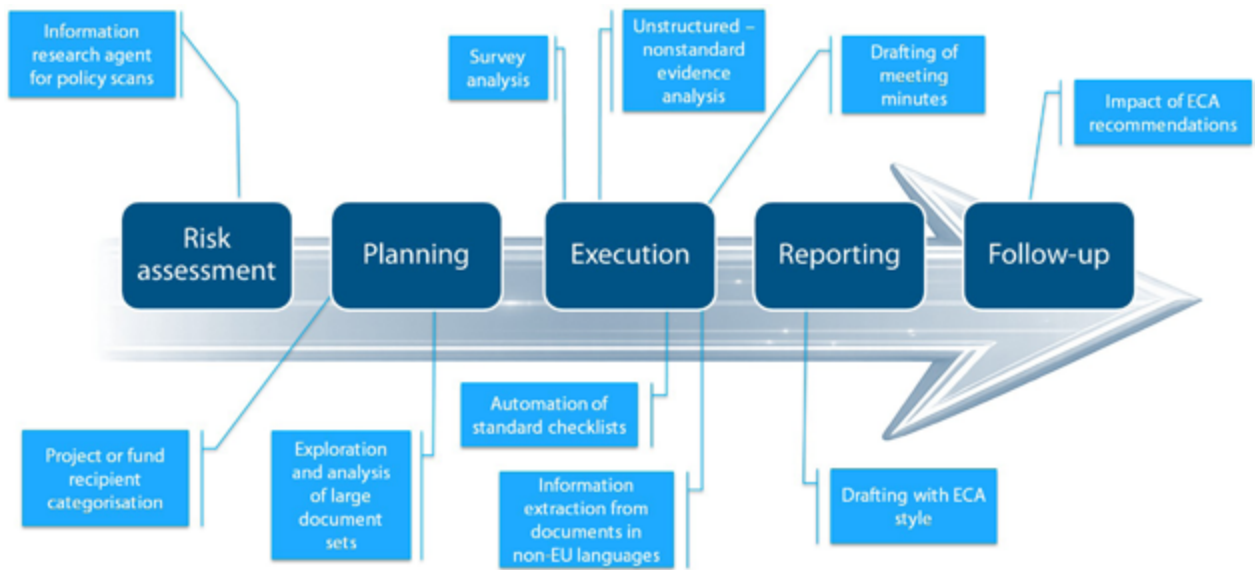 Information
research agent
for policy scans
Survey
analysis
Unstructured –
nonstandard
evidence
analysis
Drafting of
meeting
minutes
Impact of ECA
recommendations
Risk
assessment
Planning
Execution
Reporting
Follow-up
Project or fund
recipient
categorisation
Exploration
and analysis
of large
document
sets
Automation of
standard checklists
Information
extraction from
documents in
non-EU languages
Drafting with ECA
style